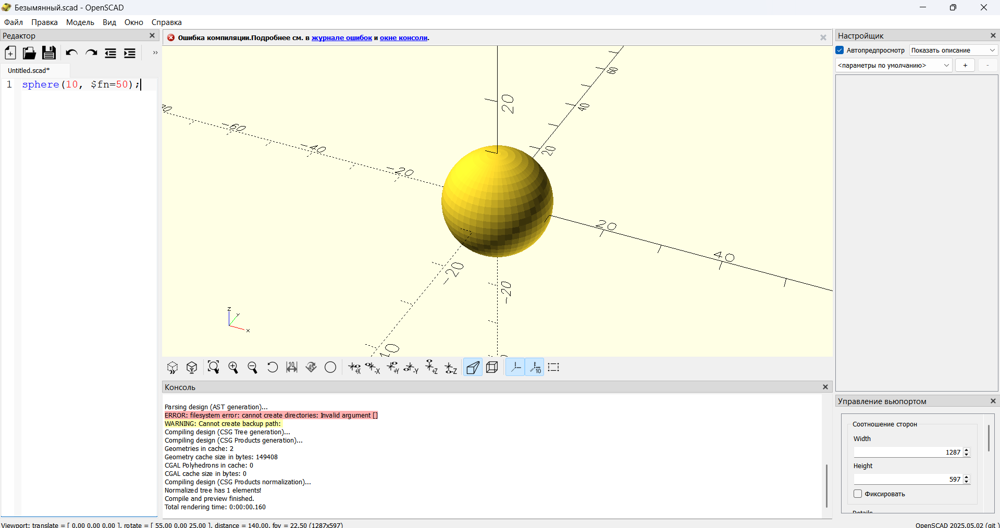 Безымянный.scad - OpenSCAD
Файл Правка Модель Вид Окно Справка
Редактор
Untitled.scad*
1 sphere(10, $fn=50);
Ошибка компиляции.Подробнее см. в журнале ошибок и окне консоли.
20
60
40
20
-60
-40
-20
20
40
-20
-20
z
y
x
10
+X
-X
+Y
-Y
+Z
-Z
10
Консоль
Parsing design (AST generation)...
ERROR: filesystem error: cannot create directories: Invalid argument []
WARNING: Cannot create backup path:
Compiling design (CSG Tree generation)...
Compiling design (CSG Products generation)...
Geometries in cache: 2
Geometry cache size in bytes: 149408
CGAL Polyhedrons in cache: 0
CGAL cache size in bytes: 0
Compiling design (CSG Products normalization)...
Normalized tree has 1 elements!
Compile and preview finished.
Total rendering time: 0:00:00.160
Настройщик
Автопредпросмотр Показать описание
<параметры по умолчанию> + -
Управление вьюпортом
Соотношение сторон
Width
1287
Height
597
Фиксировать
Details
Viewport: translate = [ 0.00 0.00 0.00 ], rotate = [ 55.00 0.00 25.00 ], distance = 140.00, fov = 22.50 (1287x597)
OpenSCAD 2025.05.02 (git )